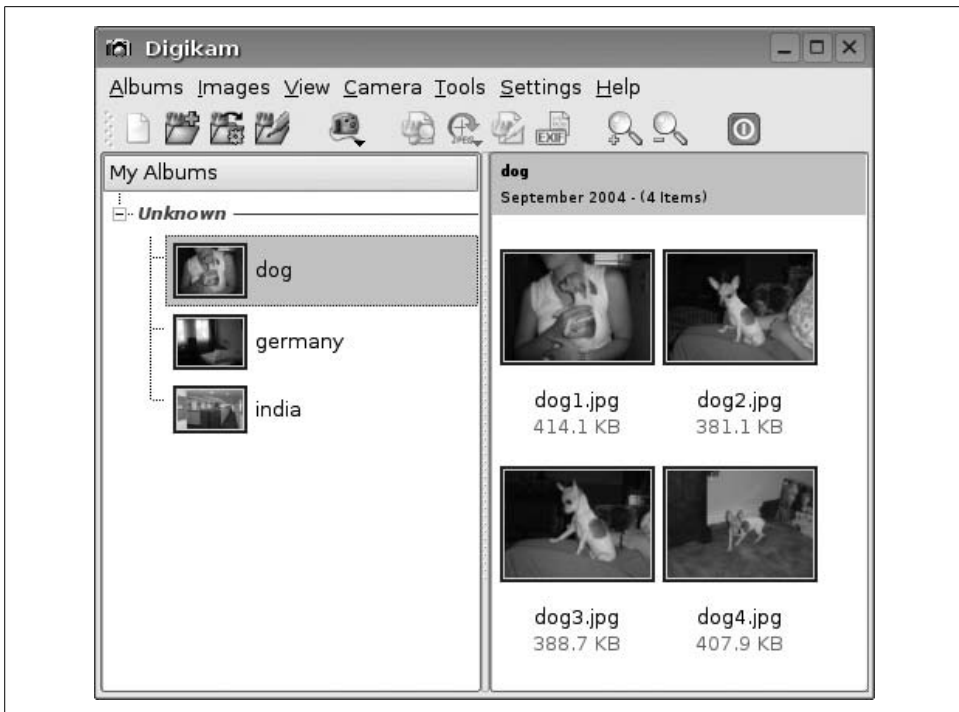 Digikam
Albums Images View Camera Tools Settings Help
JPEG
EXIF
My Albums
Unknown
dog
germany
india
dog
September 2004 - (4 Items)
dog1.jpg
414.1 KB
dog2.jpg
381.1 KB
dog3.jpg
388.7 KB
dog4.jpg
407.9 KB